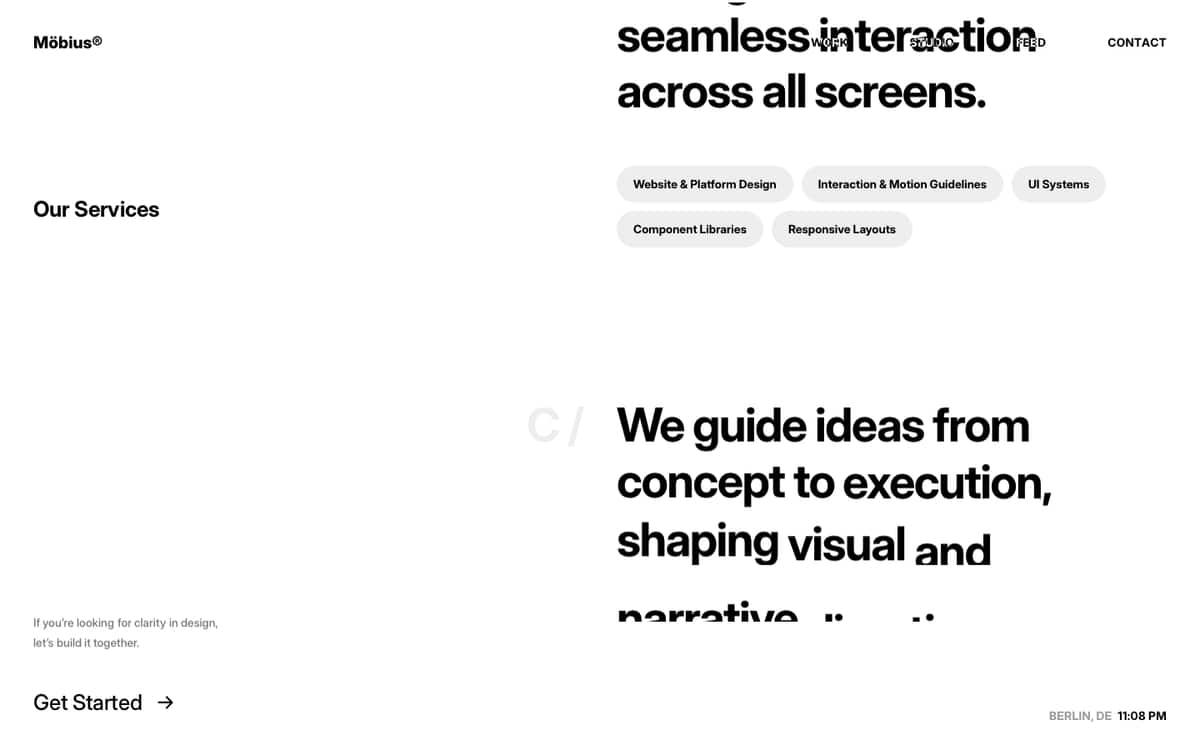 Möbius®
WORK
STUDIO
FEED
CONTACT
seamless interaction
across all screens.
Our Services
Website & Platform Design
Interaction & Motion Guidelines
UI Systems
Component Libraries
Responsive Layouts
C /
We guide ideas from
concept to execution,
shaping visual and
narrative
If you're looking for clarity in design,
let's build it together.
Get Started →
BERLIN, DE 11:08 PM